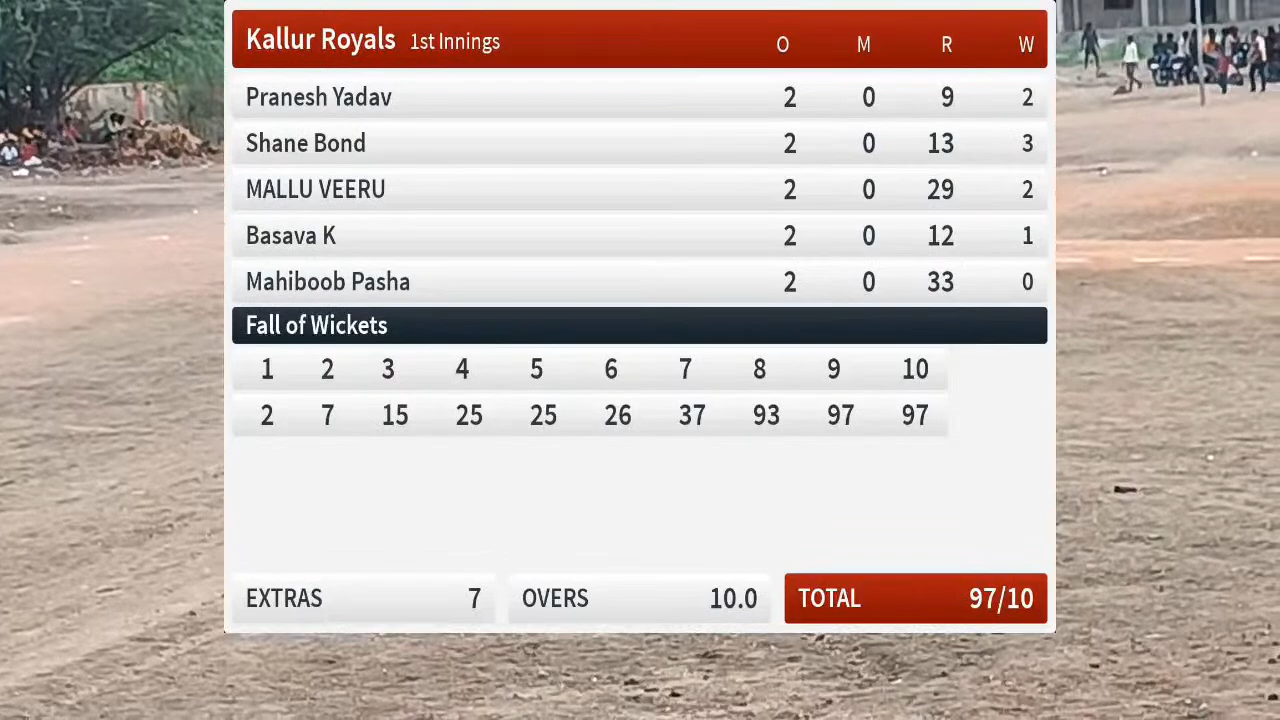 Kallur Royals 1st Innings O M R W
Pranesh Yadav 2 0 9 2
Shane Bond 2 0 13 3
MALLU VEERU 2 0 29 2
Basava K 2 0 12 1
Mahiboob Pasha 2 0 33 0
Fall of Wickets
1 2 3 4 5 6 7 8 9 10
2 7 15 25 25 26 37 93 97 97
EXTRAS 7 OVERS 10.0 TOTAL 97/10